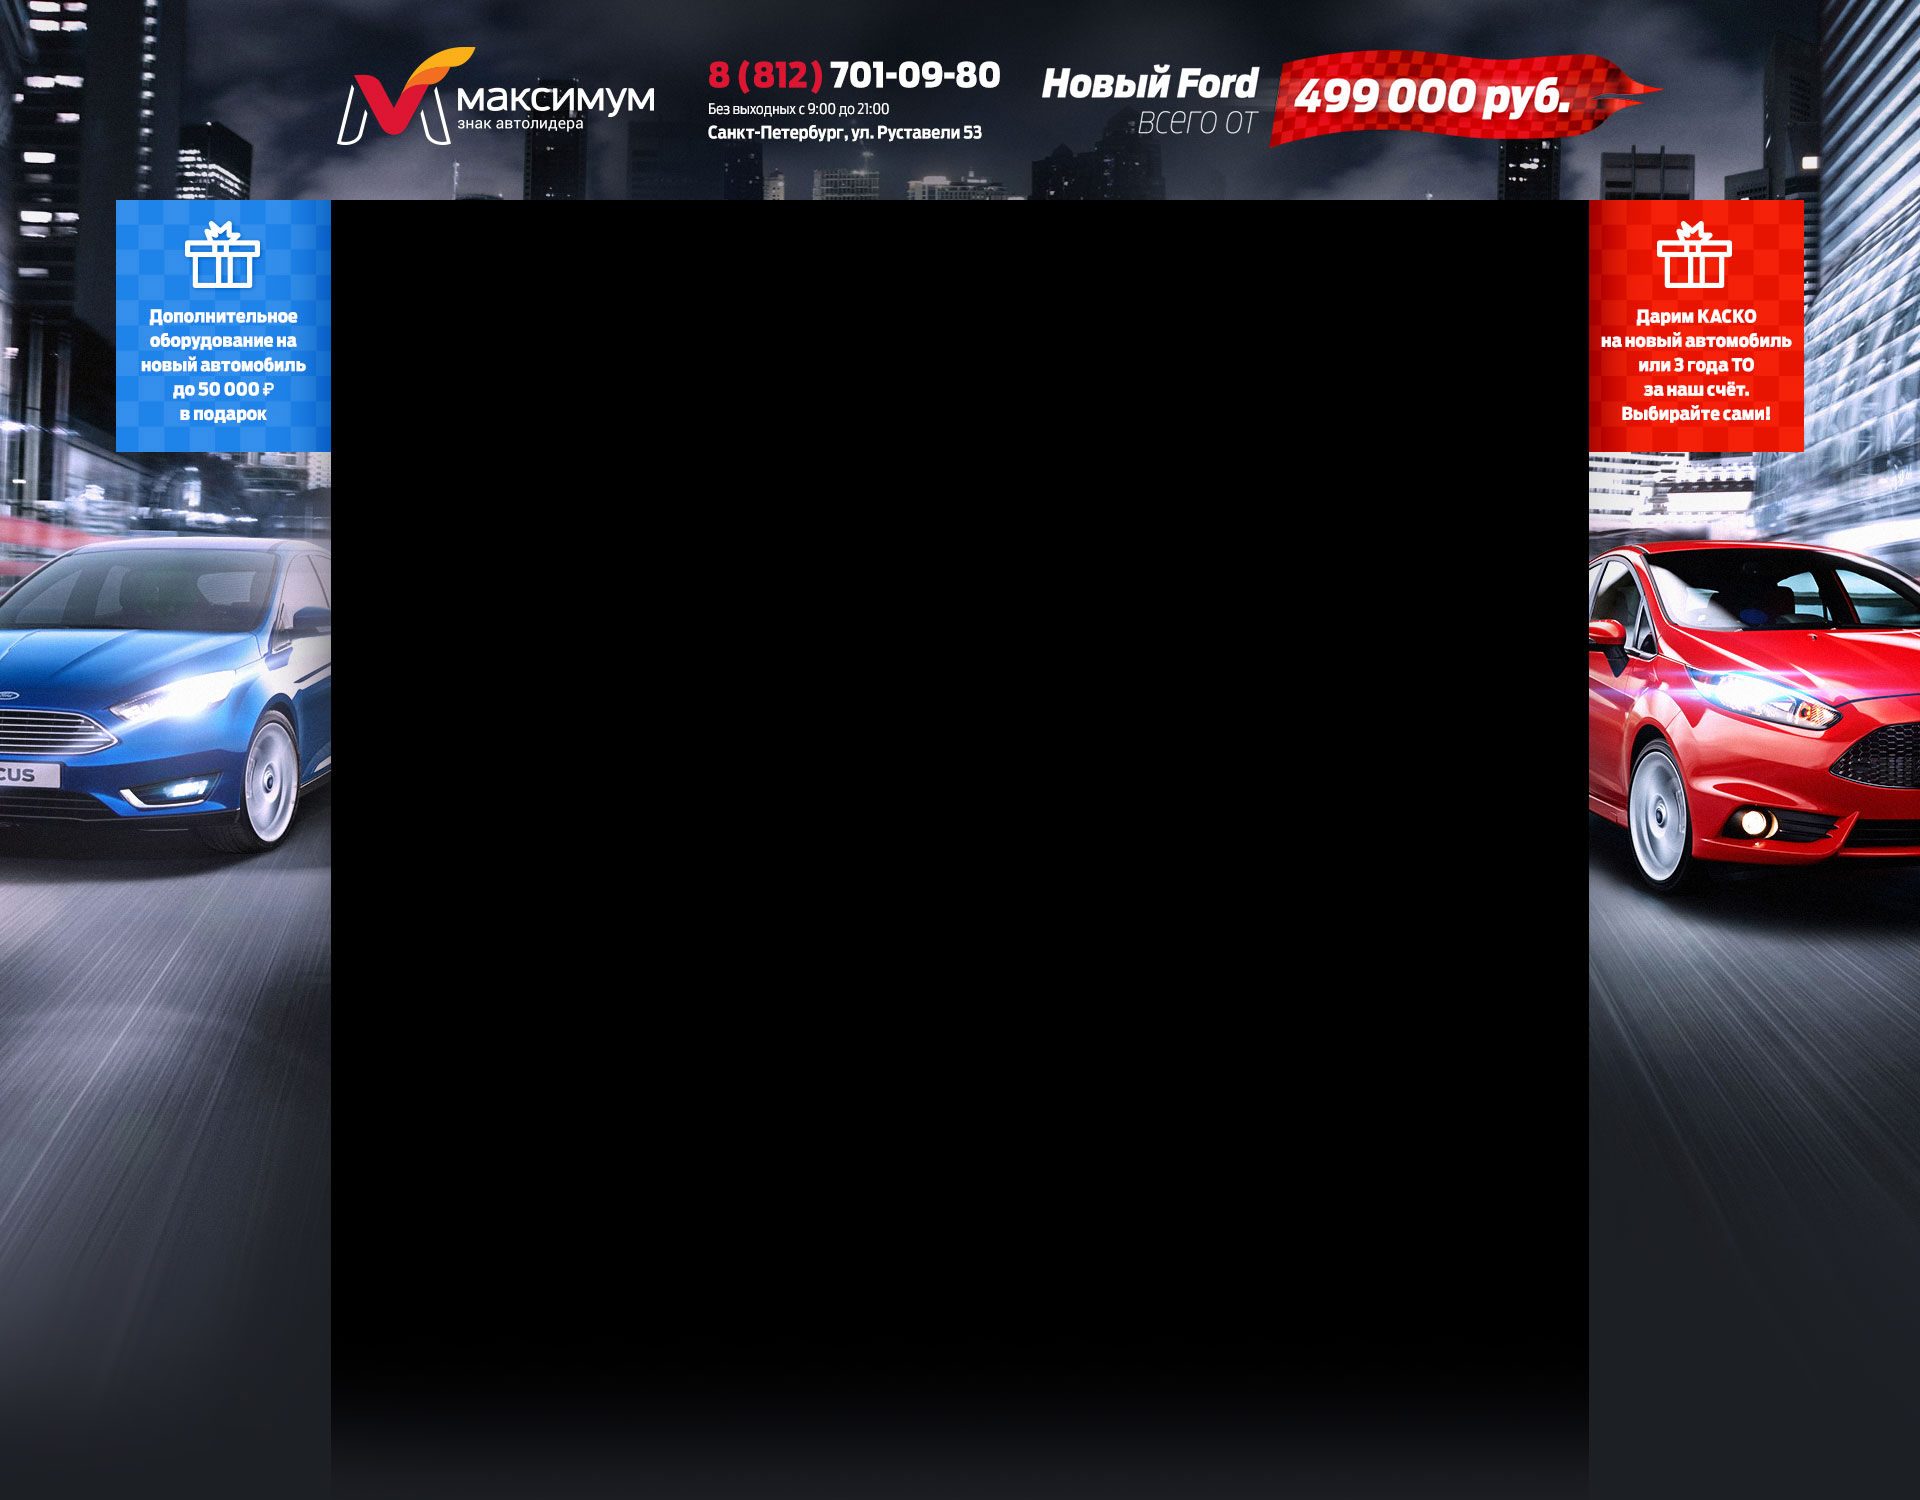 максимум
знак автолидера
8 (812) 701-09-80
Без выходных с 9:00 до 21:00
Санкт-Петербург, ул. Руставели 53
Новый Ford
всего от
499 000 руб.
Дополнительное
оборудование на
новый автомобиль
до 50 000 ₽
в подарок
Дарим КАСКО
на новый автомобиль
или 3 года ТО
за наш счёт.
Выбирайте сами!
Ford
CUS